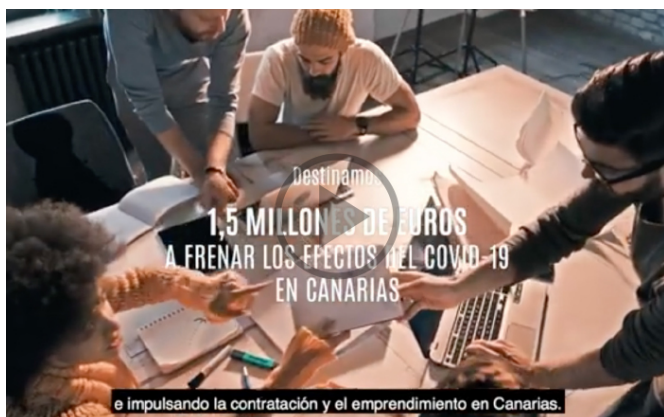 Destinamos
1,5 MILLONES DE EUROS
A FRENAR LOS EFECTOS DEL COVID-19
EN CANARIAS
e impulsando la contratación y el emprendimiento en Canarias.